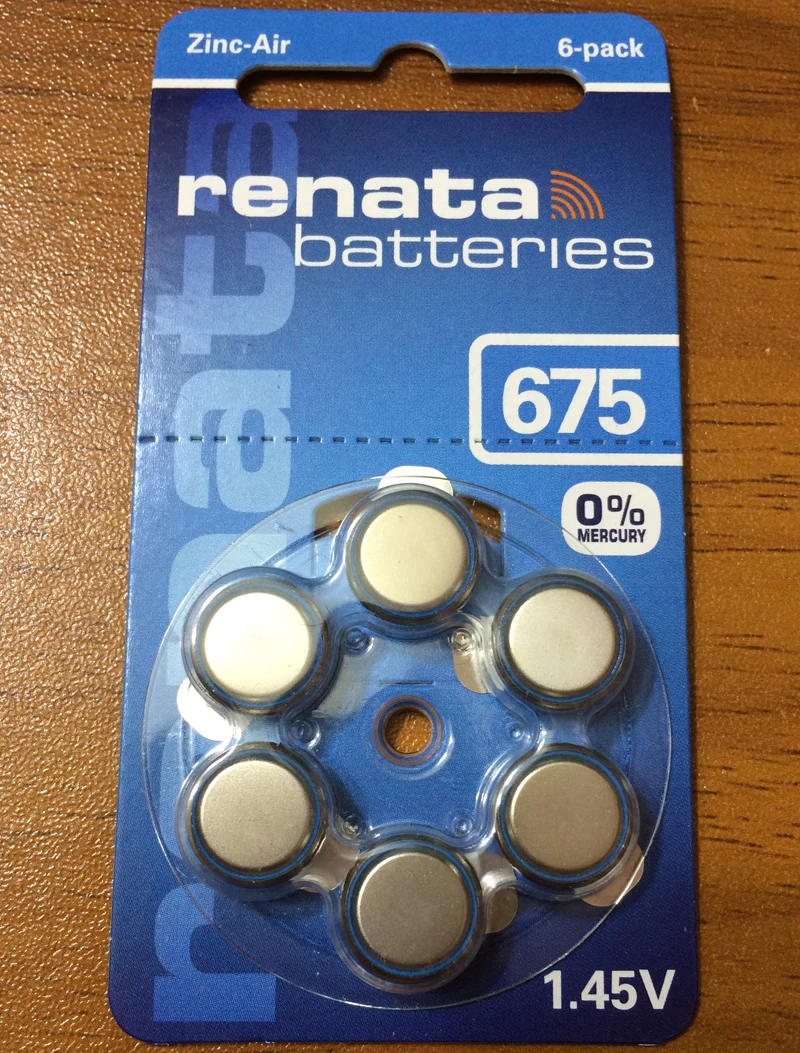 Zinc-Air
6-pack
renata
batteries
675
0%
MERCURY
renata
1.45V